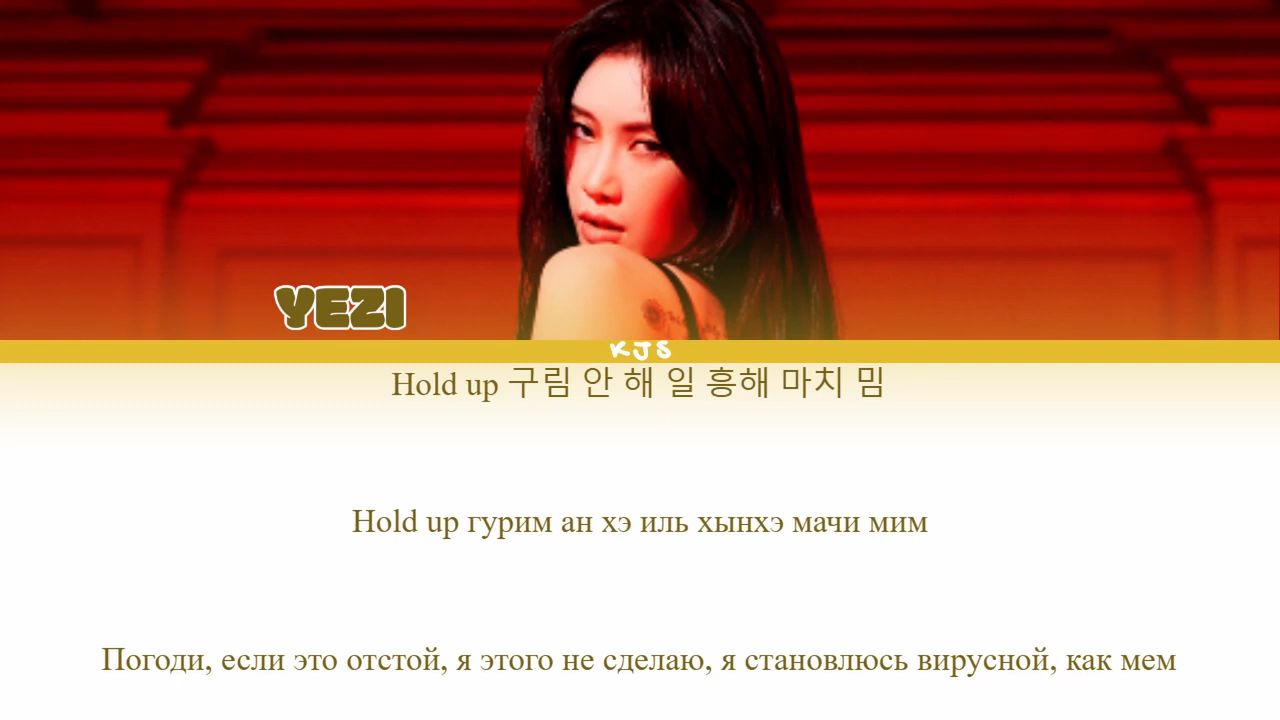 YEZI
KJS
Hold up 구림 안 해 일 흥해 마치 밈
Hold up гурим ан хэ иль хынхэ мачи мим
Погоди, если это отстой, я этого не сделаю, я становлюсь вирусной, как мем